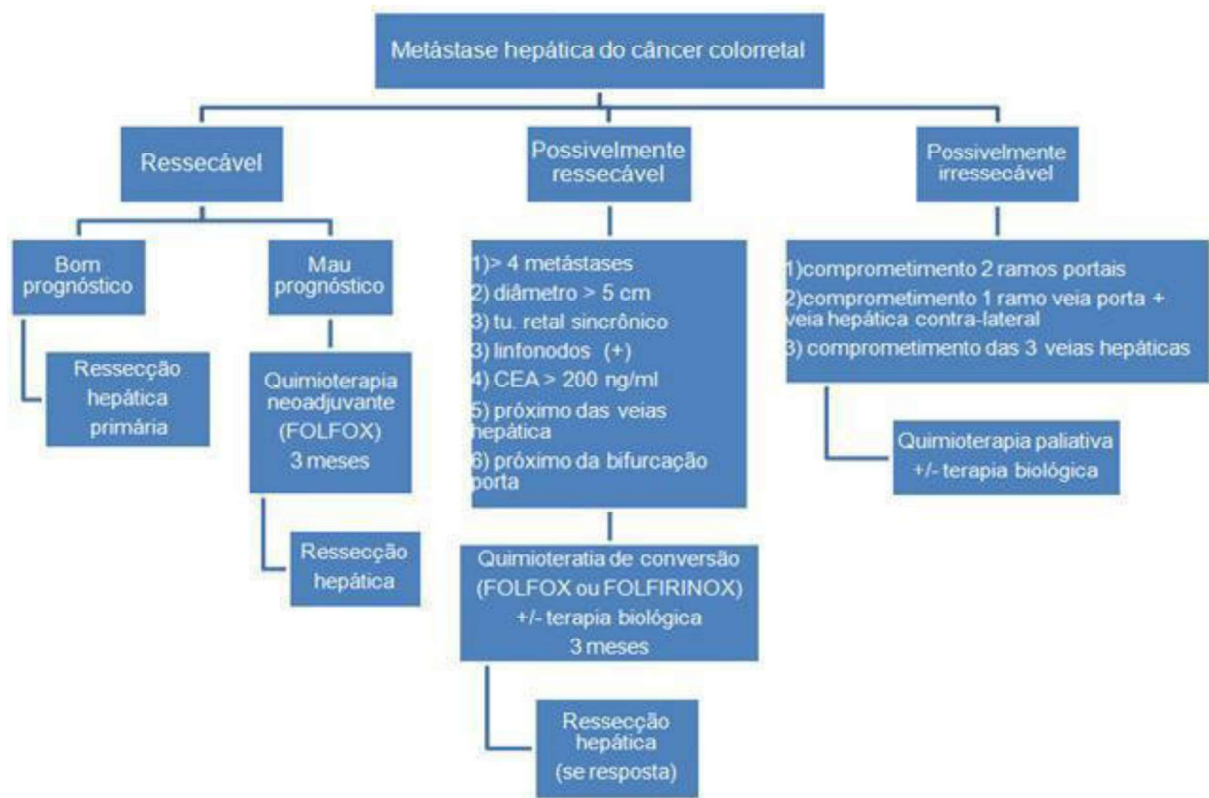 Metástase hepática do câncer colorretal
Ressecável
Possivelmente
ressecável
Possivelmente
irressecável
Bom
prognóstico
Mau
prognóstico
1)> 4 metástases
2) diâmetro > 5 cm
3) tu. retal sincrônico
3) linfonodos (+)
4) CEA > 200 ng/ml
5) próximo das veias
hepática
6) próximo da bifurcação
porta
1)comprometimento 2 ramos portais
2)comprometimento 1 ramo veia porta +
veia hepática contra-lateral
3) comprometimento das 3 veias hepáticas
Ressecção
hepática
primária
Quimioterapia
neoadjuvante
(FOLFOX)
3 meses
Quimioterapia paliativa
+/- terapia biológica
Ressecção
hepática
Quimioteratia de conversão
(FOLFOX ou FOLFIRINOX)
+/- terapia biológica
3 meses
Ressecção
hepática
(se resposta)